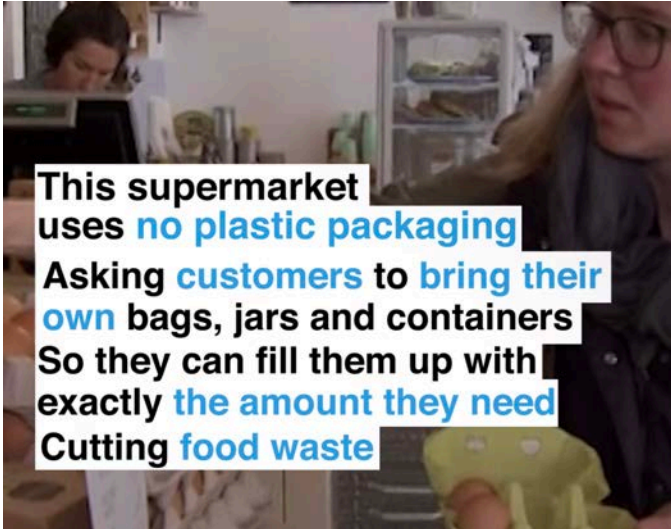 This supermarket
uses no plastic packaging
Asking customers to bring their
own bags, jars and containers
So they can fill them up with
exactly the amount they need
Cutting food waste